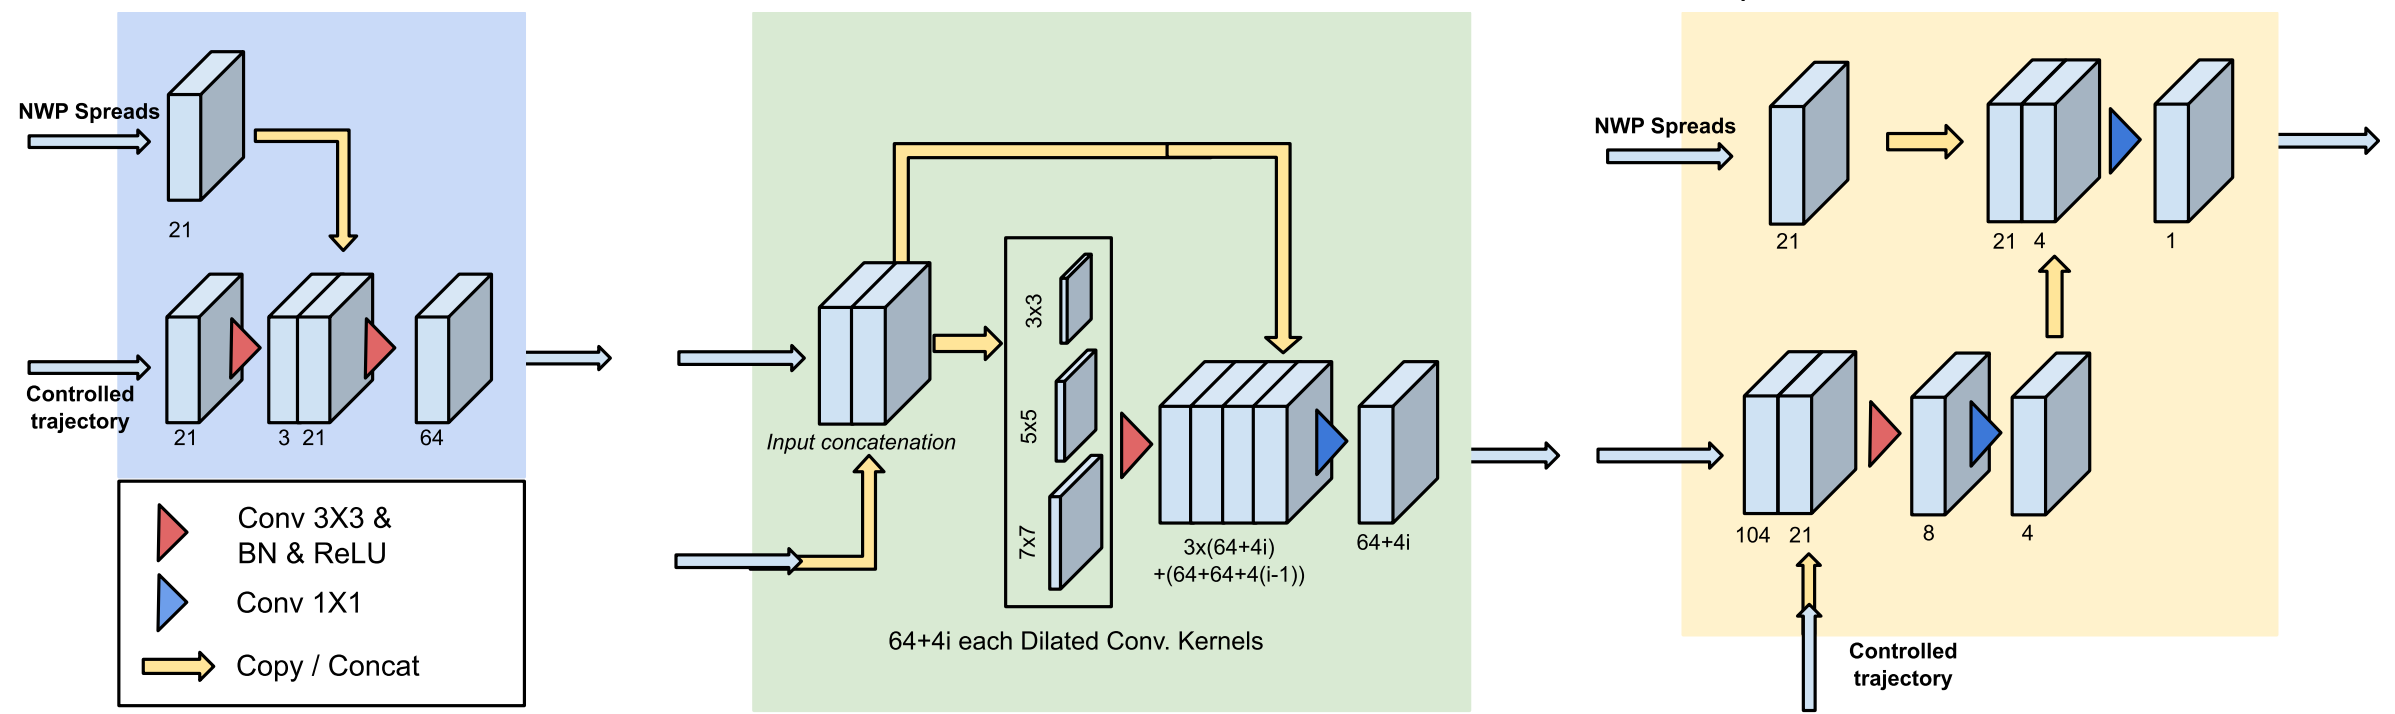 NWP Spreads
21
Controlled
trajectory
21
3 21
64
Conv 3X3 &
BN & ReLU
Conv 1X1
Copy / Concat
Input concatenation
3x3
5x5
7x7
3x(64+4i)
+(64+64+4(i-1))
64+4i
64+4i each Dilated Conv. Kernels
NWP Spreads
21
21 4
1
104 21
8
4
Controlled
trajectory